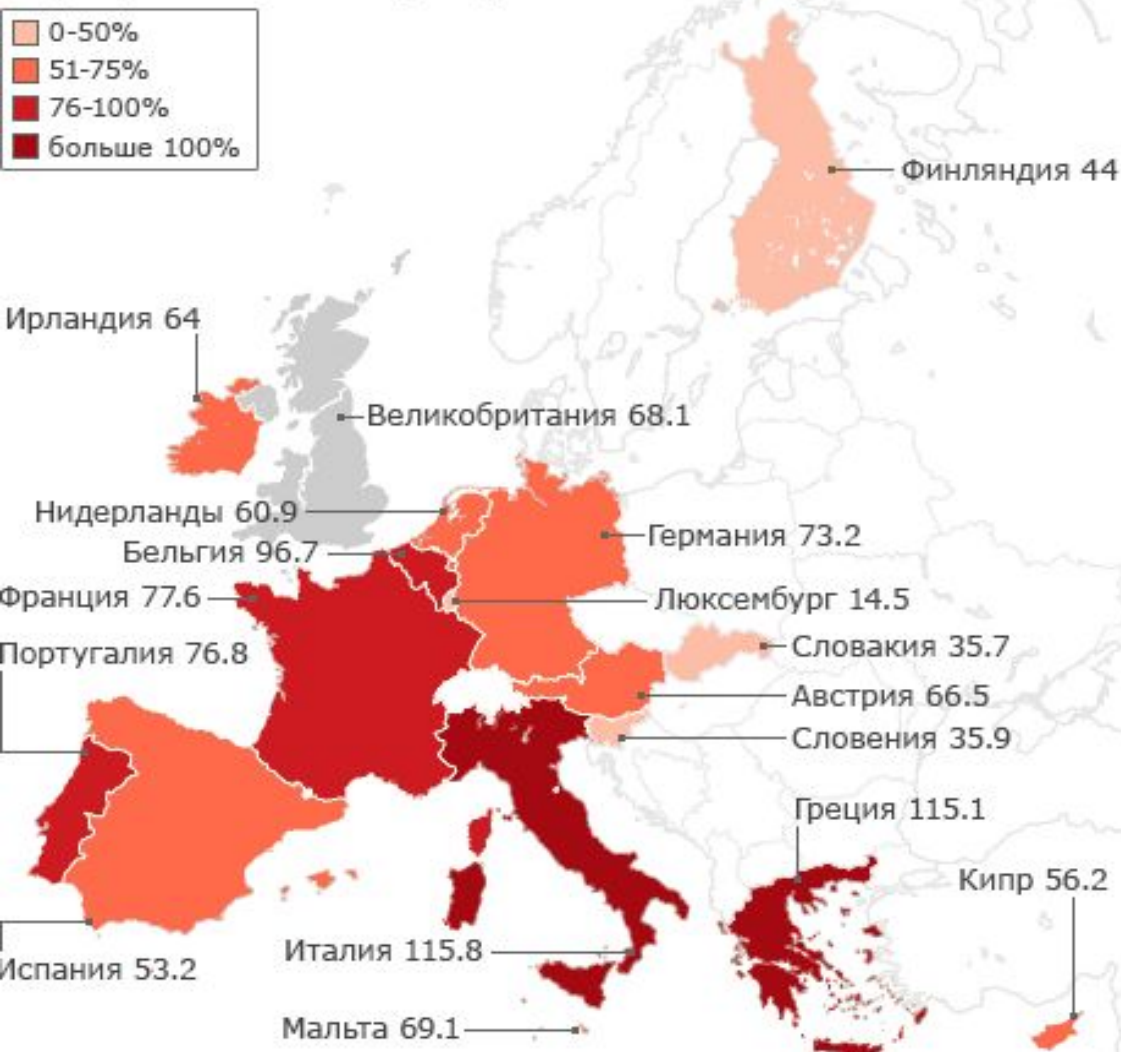 0-50%
51-75%
76-100%
больше 100%
Финляндия 44
Ирландия 64
Великобритания 68.1
Нидерланды 60.9
Германия 73.2
Бельгия 96.7
Франция 77.6
Люксембург 14.5
Португалия 76.8
Словакия 35.7
Австрия 66.5
Словения 35.9
Греция 115.1
Кипр 56.2
Италия 115.8
Испания 53.2
Мальта 69.1